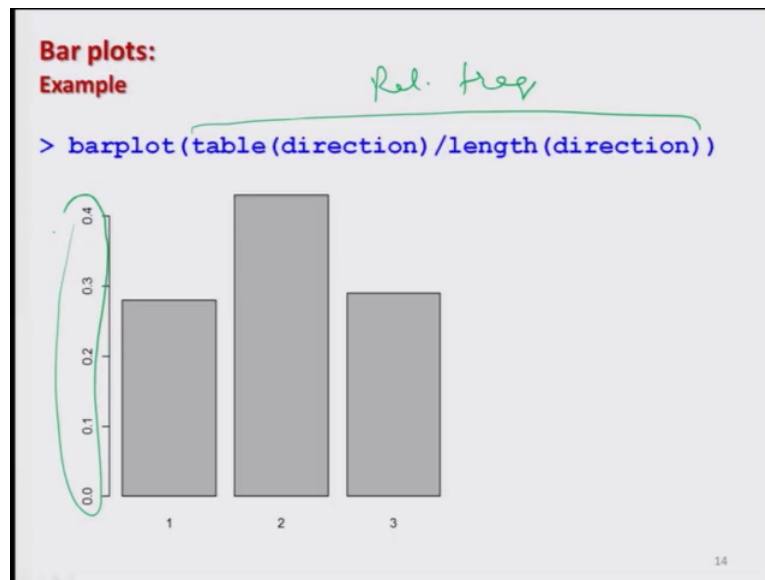 Bar plots:
Example
Rel. freq
> barplot(table(direction)/length(direction))
0.4
0.3
0.2
0.1
0.0
1 2 3
14